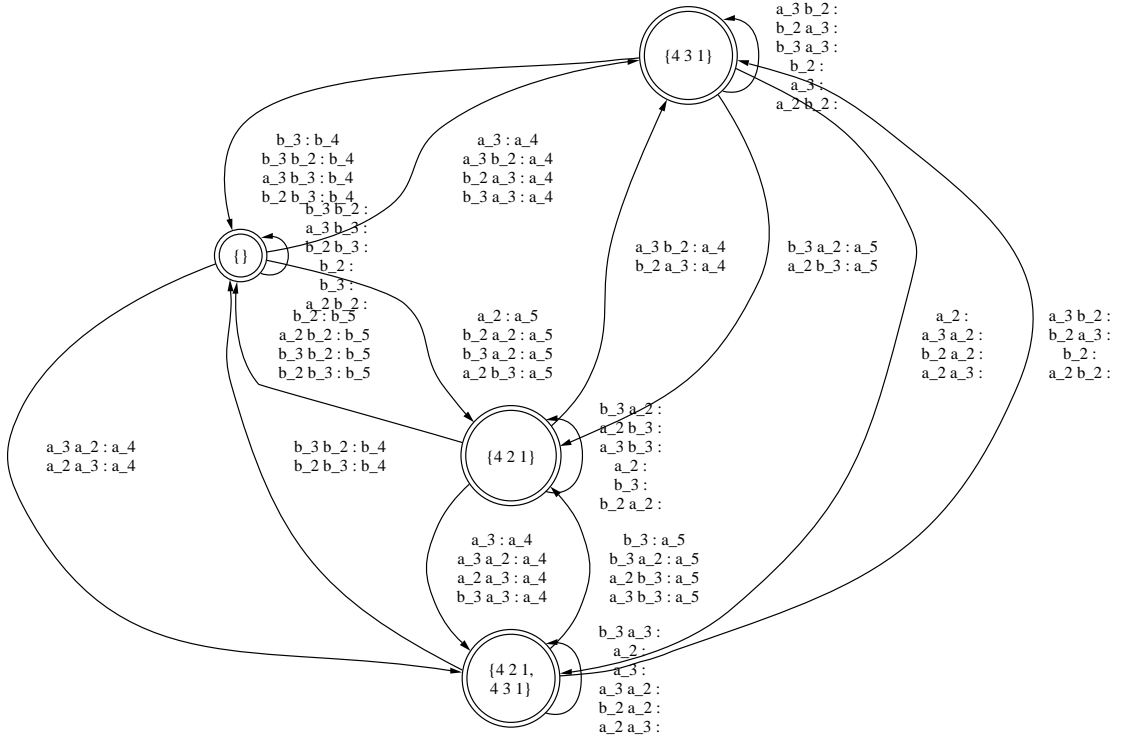 a_3 b_2 :
b_2 a_3 :
b_3 a_3 :
b_2 :
a_3 :
a_2 b_2 :
{4 3 1}
b_3 : b_4
b_3 b_2 : b_4
a_3 b_3 : b_4
b_2 b_3 : b_4
a_3 : a_4
a_3 b_2 : a_4
b_2 a_3 : a_4
b_3 a_3 : a_4
b_3 b_2 :
a_3 b_3 :
b_2 b_3 :
b_2 :
b_3 :
a_2 b_2 :
{}
a_3 b_2 : a_4
b_2 a_3 : a_4
b_3 a_2 : a_5
a_2 b_3 : a_5
b_2 : b_5
a_2 b_2 : b_5
b_3 b_2 : b_5
b_2 b_3 : b_5
a_2 : a_5
b_2 a_2 : a_5
b_3 a_2 : a_5
a_2 b_3 : a_5
a_2 :
a_3 a_2 :
b_2 a_2 :
a_2 a_3 :
a_3 b_2 :
b_2 a_3 :
b_2 :
a_2 b_2 :
a_3 a_2 : a_4
a_2 a_3 : a_4
b_3 b_2 : b_4
b_2 b_3 : b_4
{4 2 1}
b_3 a_2 :
a_2 b_3 :
a_3 b_3 :
a_2 :
b_3 :
b_2 a_2 :
a_3 : a_4
a_3 a_2 : a_4
a_2 a_3 : a_4
b_3 a_3 : a_4
b_3 : a_5
b_3 a_2 : a_5
a_2 b_3 : a_5
a_3 b_3 : a_5
{4 2 1,
4 3 1}
b_3 a_3 :
a_2 :
a_3 :
a_3 a_2 :
b_2 a_2 :
a_2 a_3 :